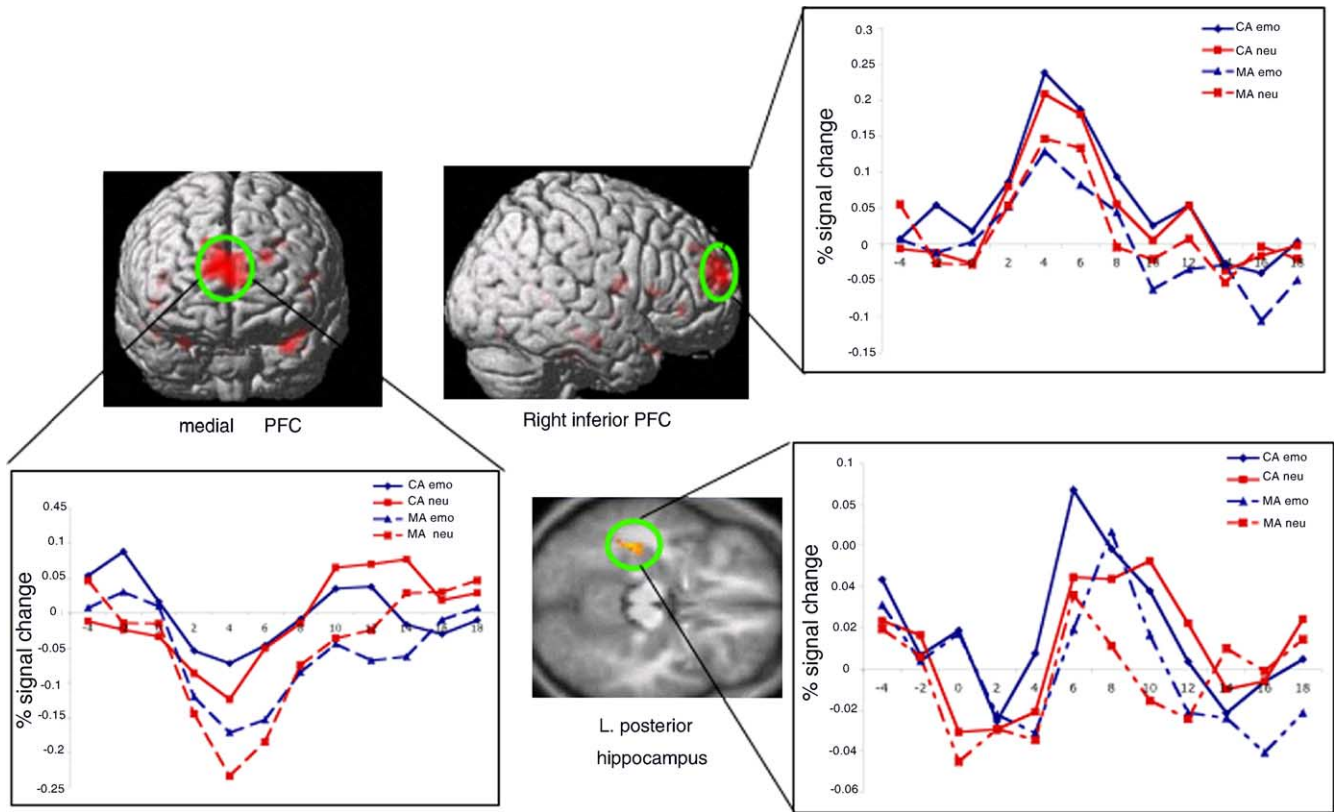 0.3
0.25
0.2
0.15
0.1
0.05
0
-0.05
-0.1
-0.15
% signal change
-4 2 4 6 8 10 12 14 16 18
CA emo
CA neu
MA emo
MA neu
medial PFC
Right inferior PFC
0.45
0.1
0.05
0
-0.05
-0.1
-0.15
-0.2
-0.25
% signal change
-4 2 4 6 8 10 12 14 18 18
CA emo
CA neu
MA emo
MA neu
L. posterior
hippocampus
0.1
0.05
0.00
0.04
0.02
0
-0.02
-0.04
-0.06
% signal change
-4 -2 0 2 4 6 8 10 12 14 16 18
CA emo
CA neu
MA emo
MA neu